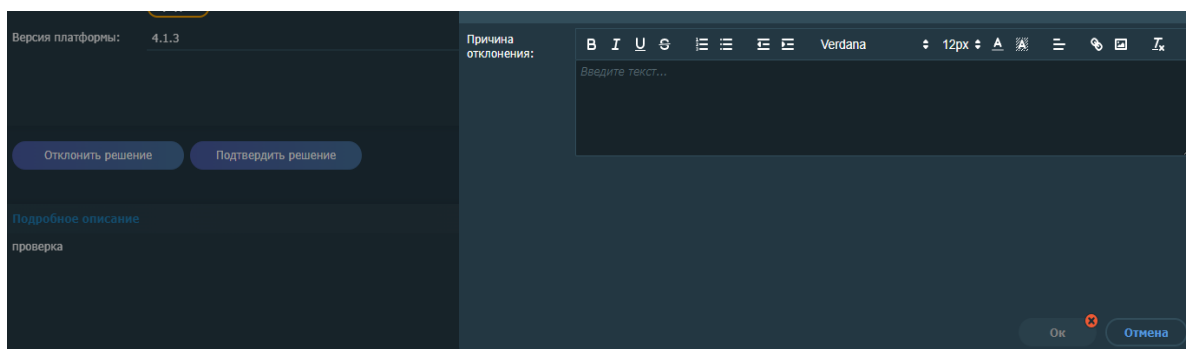 Версия платформы: 4.1.3
Отклонить решение Подтвердить решение
Подробное описание
проверка
Причина
отклонения:
B I U S Verdana 12px A A Tx
Введите текст...
Ок Отмена